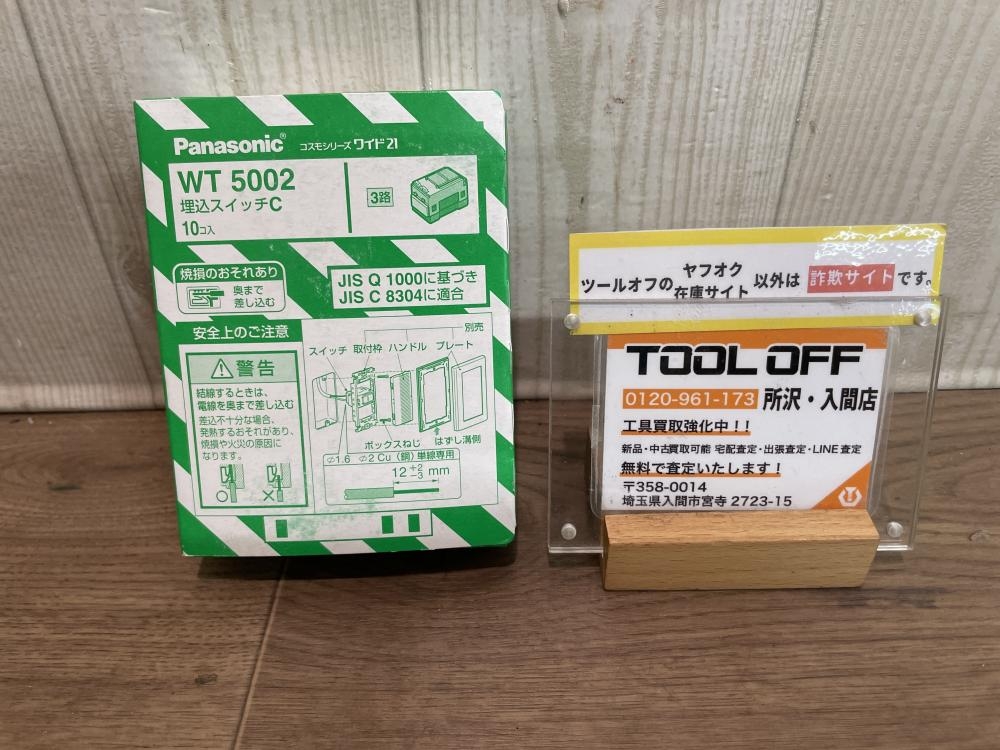 Panasonic® コスモシリーズ ワイド21
WT 5002
埋込スイッチC
10コ入
3路
焼損のおそれあり
奥まで
差し込む
JIS Q 1000に基づき
JIS C 8304に適合
安全上のご注意
警告
結線するときは、
電線を奥まで差し込む
差込不十分な場合、
発熱するおそれがあり、
焼損や火災の原因に
なります。
○ ×
別売
スイッチ 取付枠 ハンドル プレート
ボックスねじ はずし溝側
φ1.6 φ2 Cu（銅）単線専用
12 +2 −3 mm
ツールオフの ヤフオク 在庫サイト 以外は 詐欺サイト です。
TOOL OFF
0120-961-173 所沢・入間店
工具買取強化中！！
新品・中古買取可能 宅配査定・出張査定・LINE査定
無料で査定いたします！
〒358-0014
埼玉県入間市宮寺 2723-15